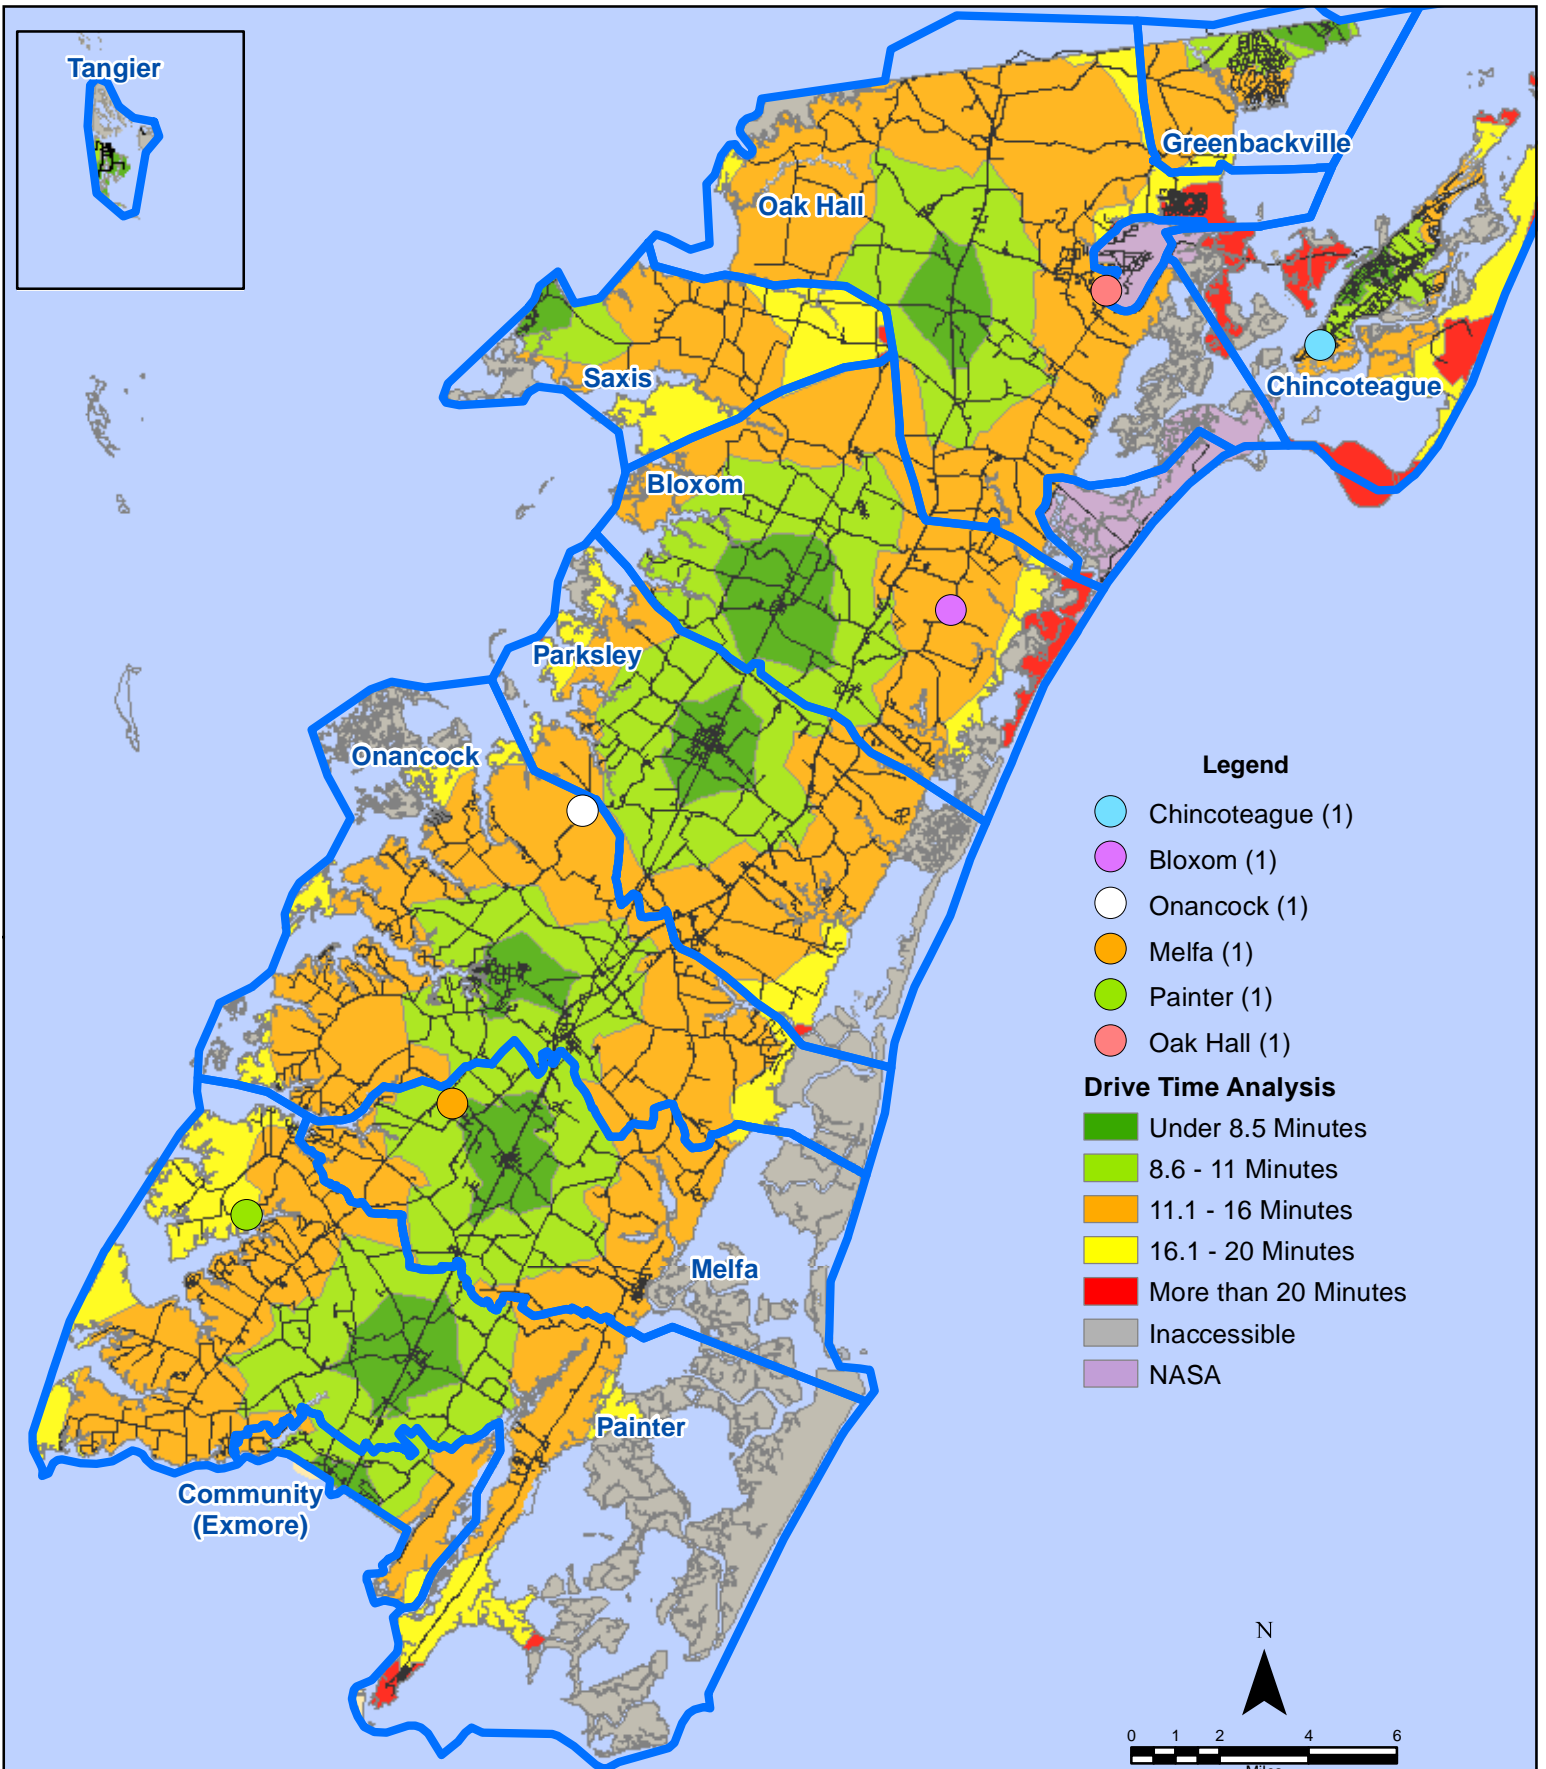 Tangier
Greenbackville
Oak Hall
Saxis
Chincoteague
Bloxom
Parksley
Onancock
Melfa
Painter
Community
(Exmore)
Legend
Chincoteague (1)
Bloxom (1)
Onancock (1)
Melfa (1)
Painter (1)
Oak Hall (1)
Drive Time Analysis
Under 8.5 Minutes
8.6 - 11 Minutes
11.1 - 16 Minutes
16.1 - 20 Minutes
More than 20 Minutes
Inaccessible
NASA
N
0 1 2 4 6
Miles